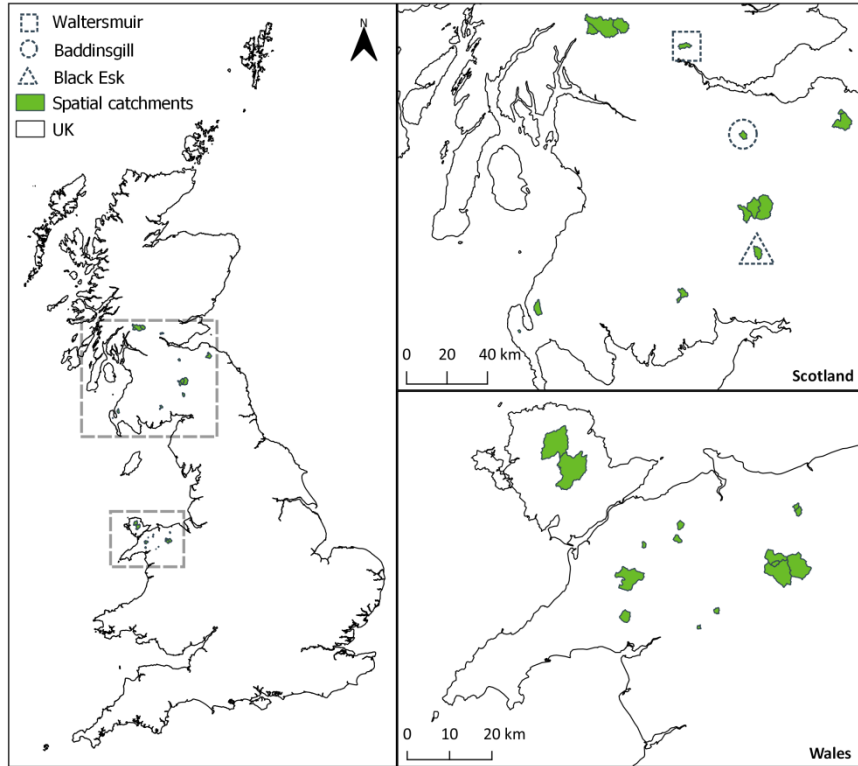 Waltersmuir
Baddinsgill
Black Esk
Spatial catchments
UK
N
0 20 40 km
Scotland
0 10 20 km
Wales